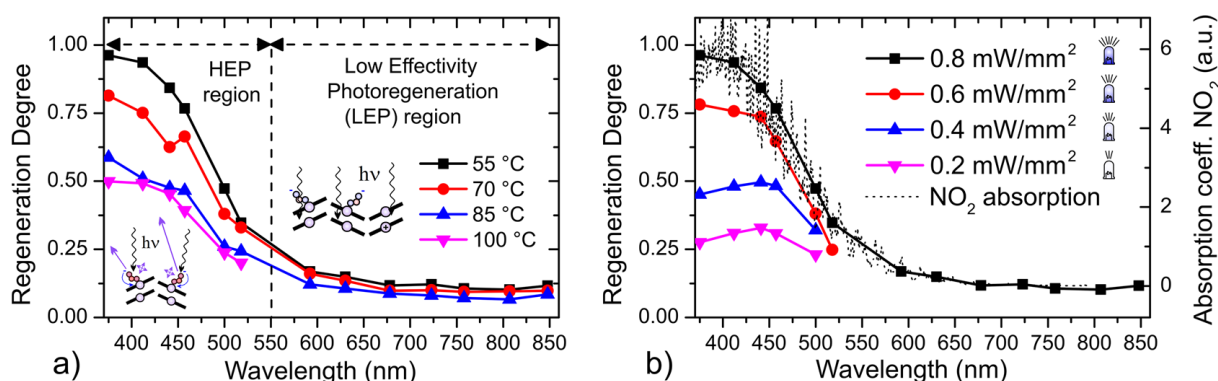 1.00
0.75
0.50
0.25
0.00
Regeneration Degree
HEP
region
Low Effectivity
Photoregeneration
(LEP) region
hν
hν
55 °C
70 °C
85 °C
100 °C
400 450 500 550 600 650 700 750 800 850
Wavelength (nm)
a)
1.00
0.75
0.50
0.25
0.00
Regeneration Degree
0.8 mW/mm²
0.6 mW/mm²
0.4 mW/mm²
0.2 mW/mm²
NO₂ absorption
6
4
2
0
Absorption coeff. NO₂ (a.u.)
400 450 500 550 600 650 700 750 800 850
Wavelength (nm)
b)